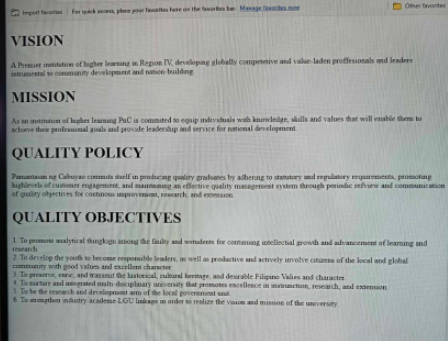 Import favorites For quick access, place your favorites here on the favorites bar. Manage favorites now Other favorites
VISION
A Premier institution of higher learning in Region IV, developing globally competitive and value-laden proffesionals and leaders
intrumental to community development and nation-building
MISSION
As an institution of higher learning PnC is commited to equip individuals with knowledge, skills and values that will enable them to
achieve their professional goals and provide leadership and service for national development.
QUALITY POLICY
Pamantasan ng Cabuyao commits itself in producing quality graduates by adhering to statutory and regulatory requirements, promoting
highlevels of customer engagement, and maintaining an effective quality management system through periodic and communication
of quality objectives for continous improvement, research, and extension
QUALITY OBJECTIVES
1. To promote analytical among the and for continuing intellectual growth and advancement of learning and
research.
2. To develop the youth to become responsible leaders, as well as productive and actively involve citizens of the local and global
community with good values and excellent character
3. To preserve, and transmit the historical, cultural heritage, and desirable Filipino Values and character.
4. To nurture and integrated multi-disciplinary university that promotes excellence in instrunction, research, and extension.
5. To be the research and development arm of the local government unit.
6. To strengthen industry academe-LGU linkage in order to realize the vision and mission of the university.